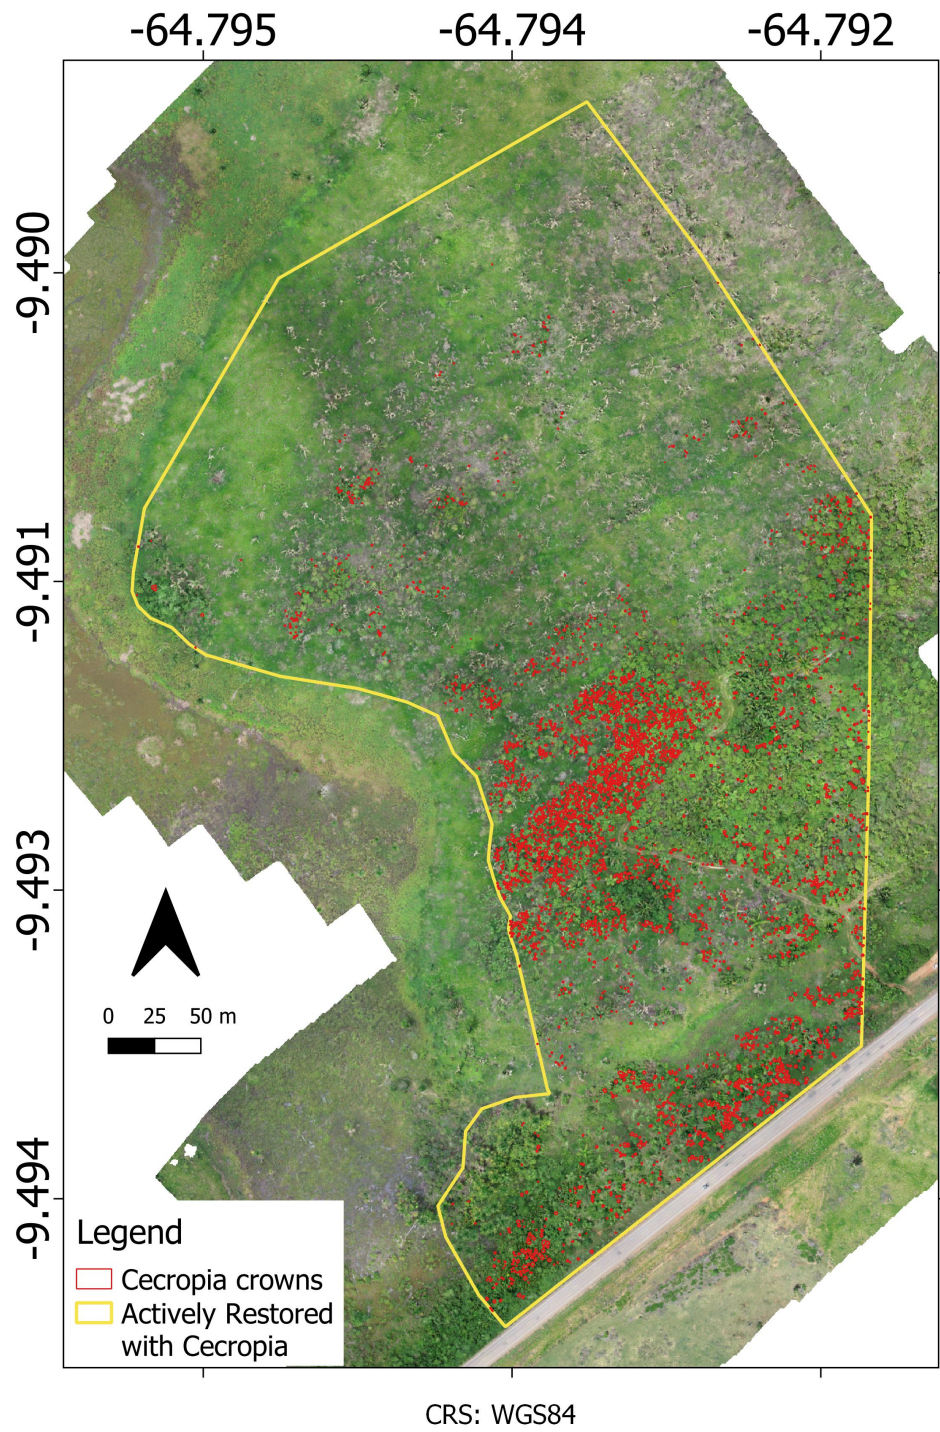 -64.795 -64.794 -64.792
-9.490
-9.491
-9.493
0 25 50 m
-9.494
Legend
Cecropia crowns
Actively Restored
with Cecropia
CRS: WGS84